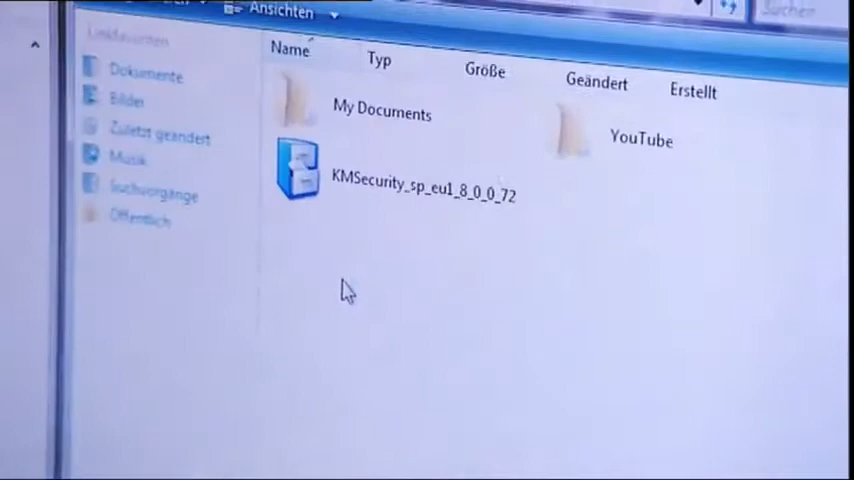 Ansichten
Suchen
Linkfavoriten
Name
Typ
Größe
Geändert
Erstellt
Dokumente
Bilder
Zuletzt geändert
Musik
Suchvorgänge
Öffentlich
My Documents
YouTube
KMSecurity_sp_eu1_8_0_0_72